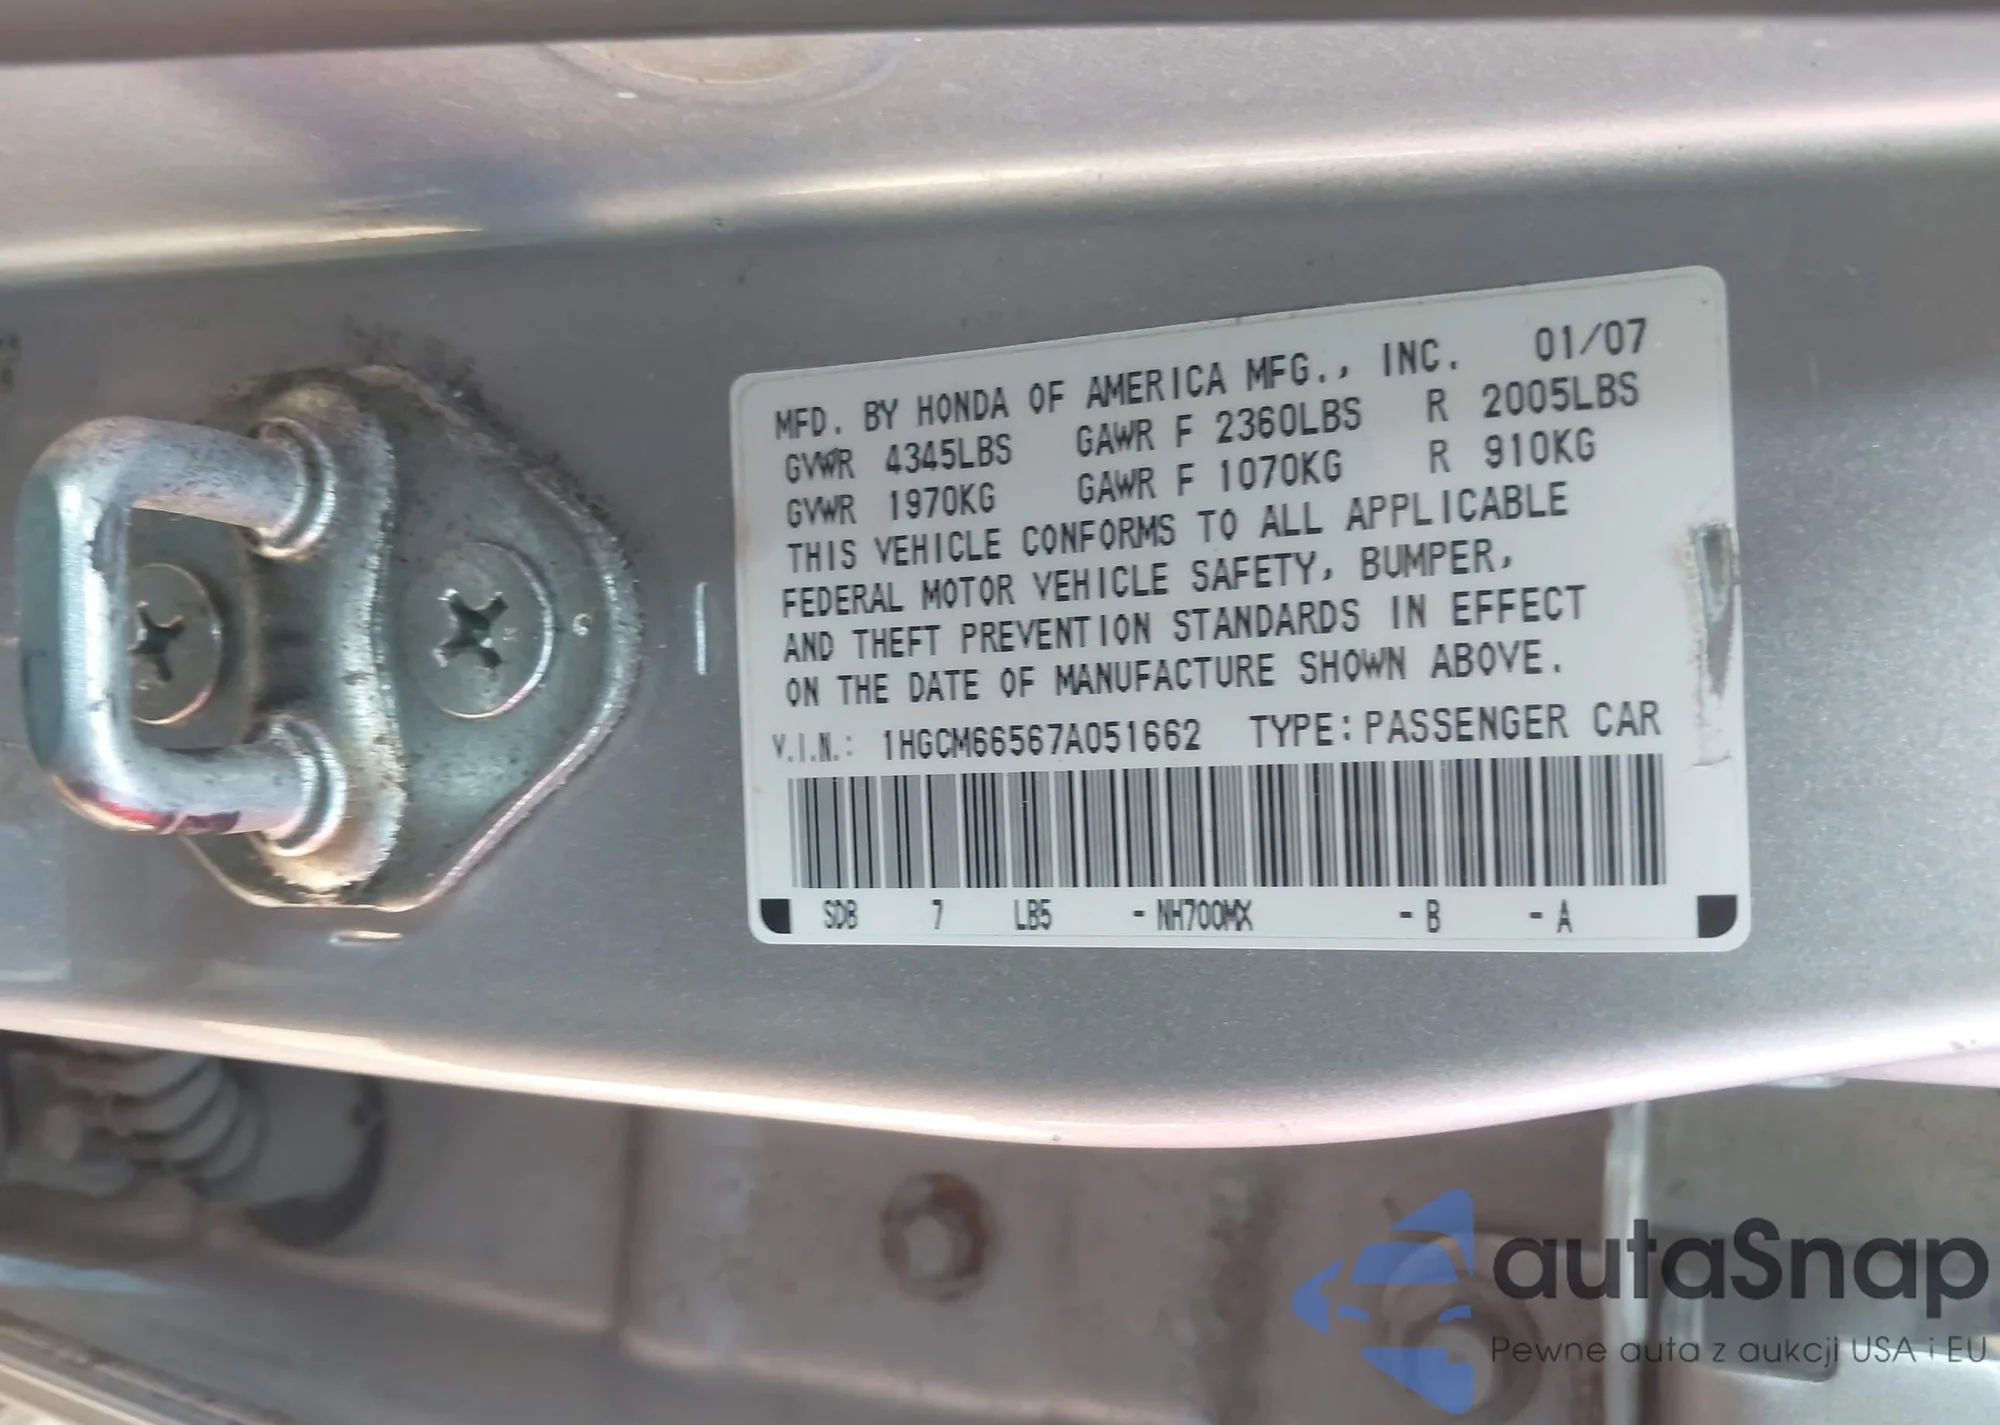 MFD. BY HONDA OF AMERICA MFG., INC. 01/07
GVWR 4345LBS GAWR F 2360LBS R 2005LBS
GVWR 1970KG GAWR F 1070KG R 910KG
THIS VEHICLE CONFORMS TO ALL APPLICABLE
FEDERAL MOTOR VEHICLE SAFETY, BUMPER,
AND THEFT PREVENTION STANDARDS IN EFFECT
ON THE DATE OF MANUFACTURE SHOWN ABOVE.
V.I.N.: 1HGCM66567A051662 TYPE: PASSENGER CAR
SDB 7 LB5 - NH700MX - B - A
autaSnap
Pewne auta z aukcji USA i EU